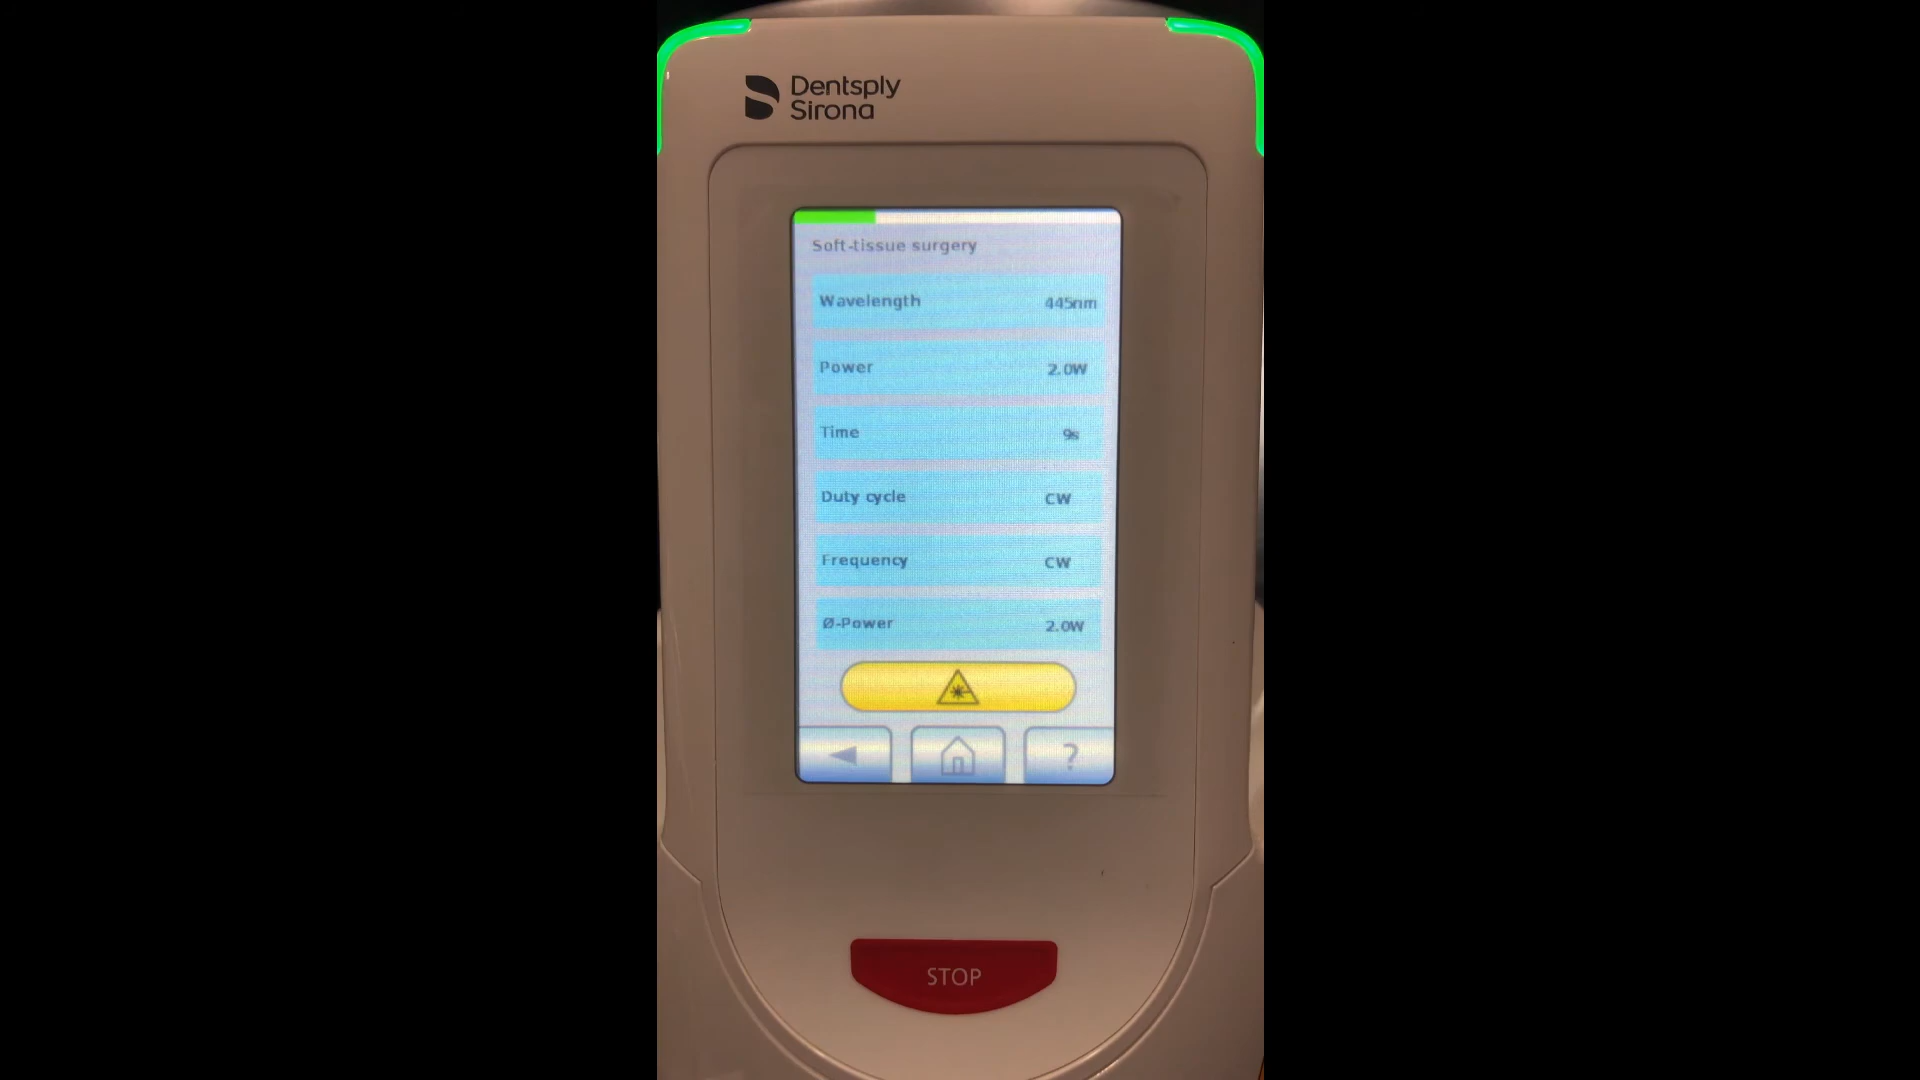 Dentsply
Sirona
Soft-tissue surgery
Wavelength 445nm
Power 2.0W
Time 9s
Duty cycle CW
Frequency CW
Ø-Power 2.0W
?
STOP